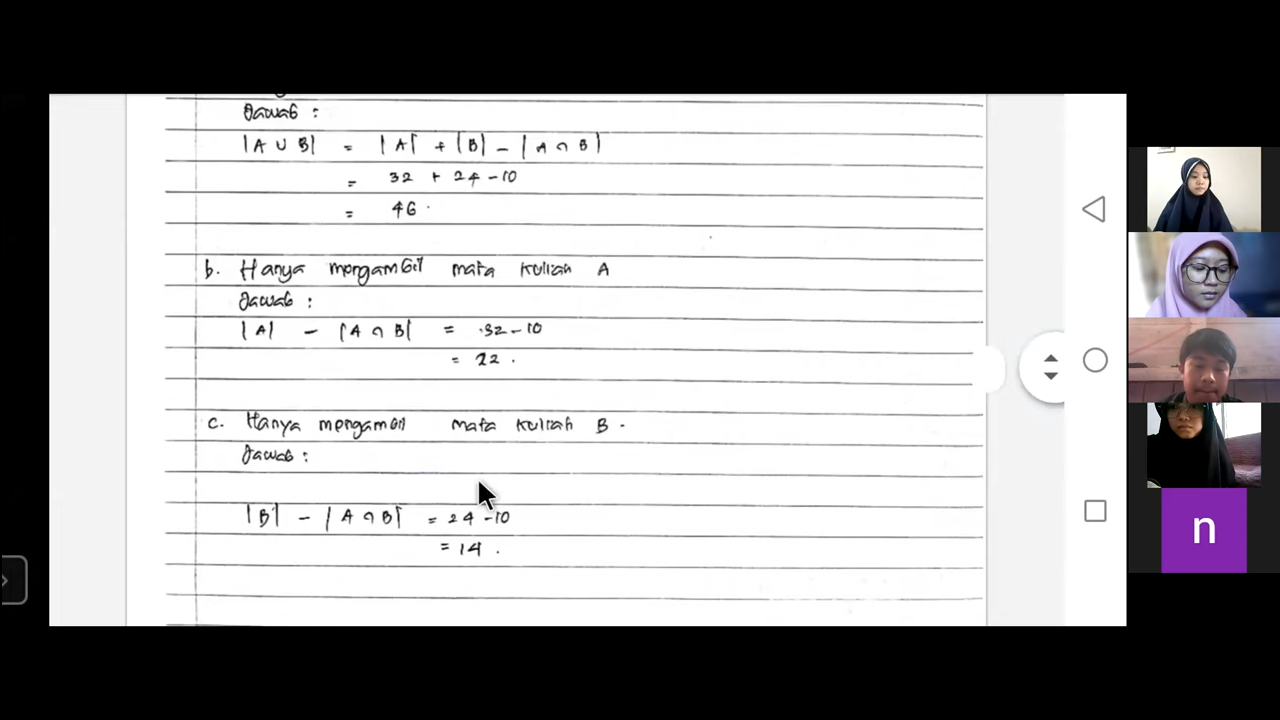 Jawab :
|A ∪ B| = |A| + |B| - |A ∩ B|
= 32 + 24 - 10
= 46.
b. Hanya mengambil mata kuliah A
Jawab :
|A| - |A ∩ B| = 32 - 10
= 22.
c. Hanya mengambil mata kuliah B.
Jawab :
|B| - |A ∩ B| = 24 - 10
= 14.
n